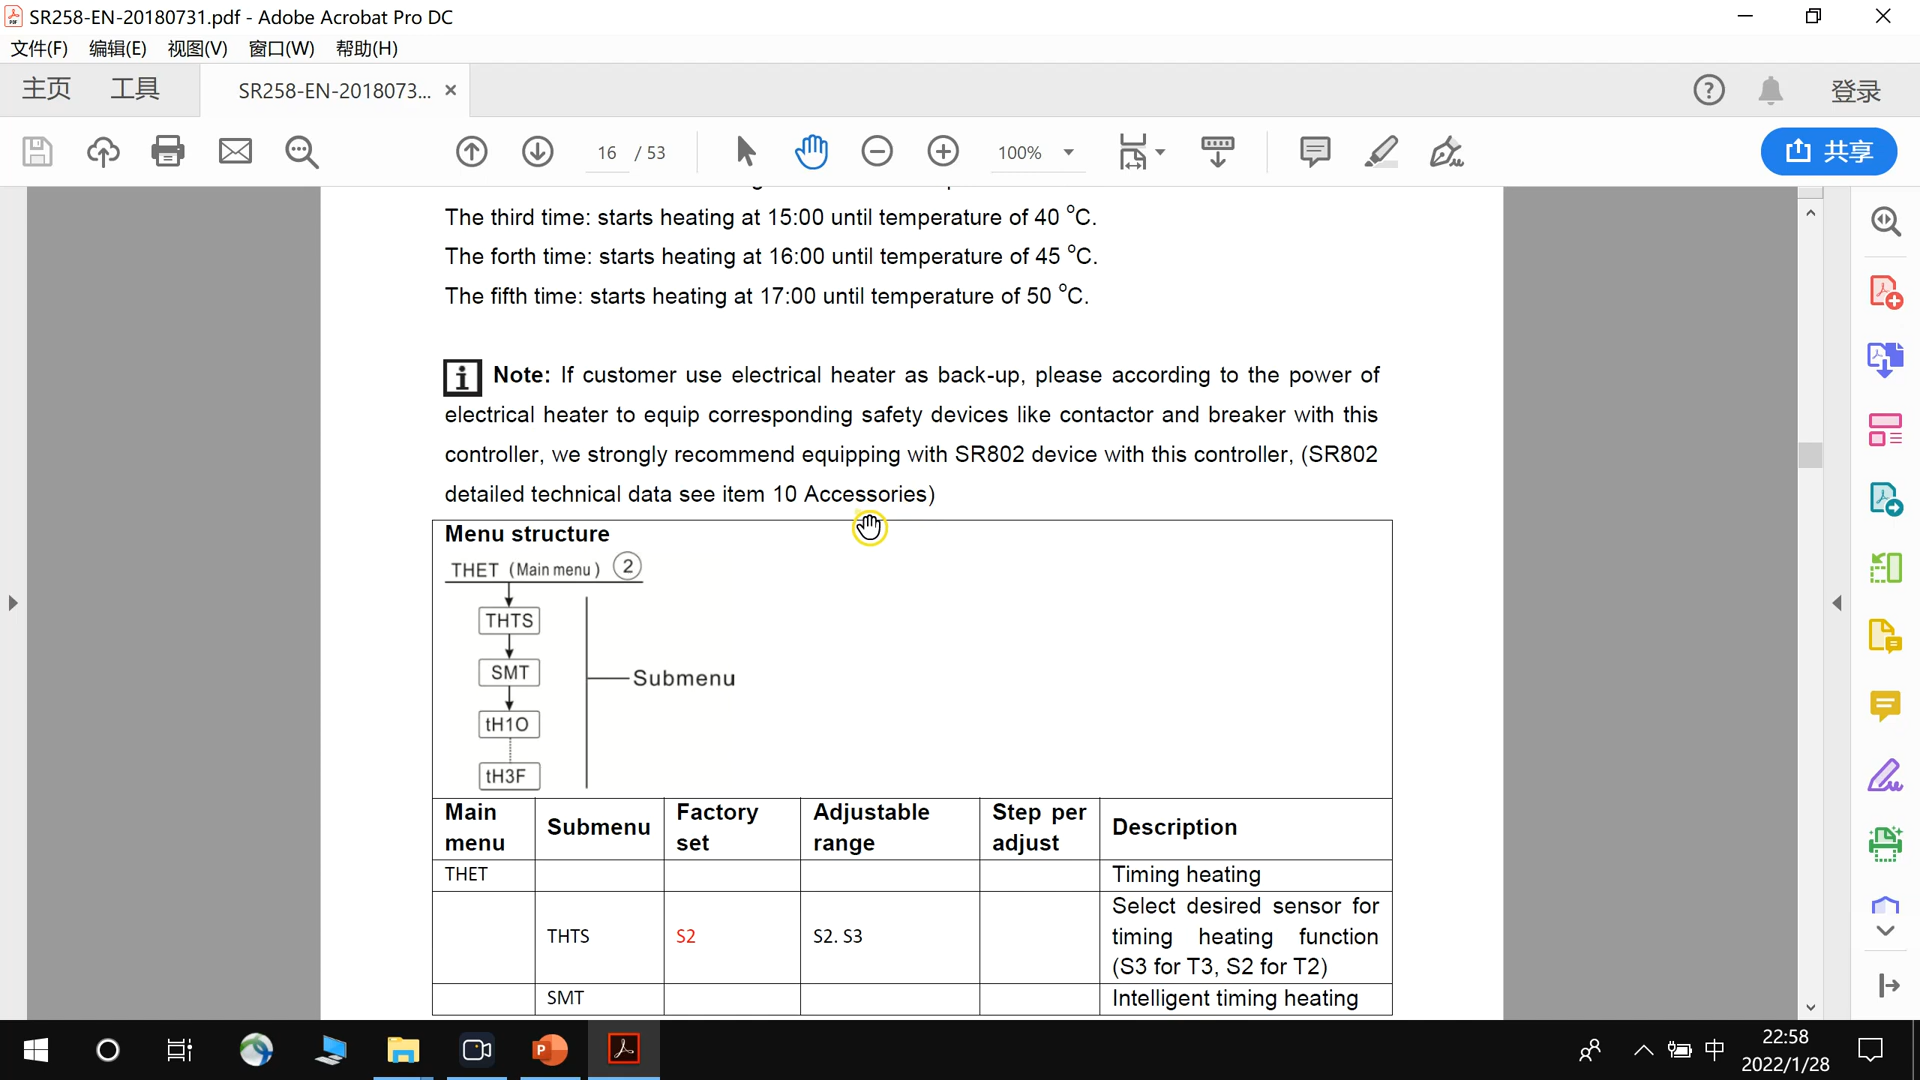 SR258-EN-20180731.pdf - Adobe Acrobat Pro DC
文件(F) 编辑(E) 视图(V) 窗口(W) 帮助(H)
主页 工具 SR258-EN-2018073... × 登录
16 / 53 100% 共享
The third time: starts heating at 15:00 until temperature of 40 °C.
The forth time: starts heating at 16:00 until temperature of 45 °C.
The fifth time: starts heating at 17:00 until temperature of 50 °C.
Note: If customer use electrical heater as back-up, please according to the power of
electrical heater to equip corresponding safety devices like contactor and breaker with this
controller, we strongly recommend equipping with SR802 device with this controller, (SR802
detailed technical data see item 10 Accessories)
Menu structure
THET (Main menu) 2
THTS
SMT
Submenu
tH1O
tH3F
Main menu Submenu Factory set Adjustable range Step per adjust Description
THET Timing heating
THTS S2 S2. S3 Select desired sensor for
timing heating function
(S3 for T3, S2 for T2)
SMT Intelligent timing heating
中
22:58
2022/1/28